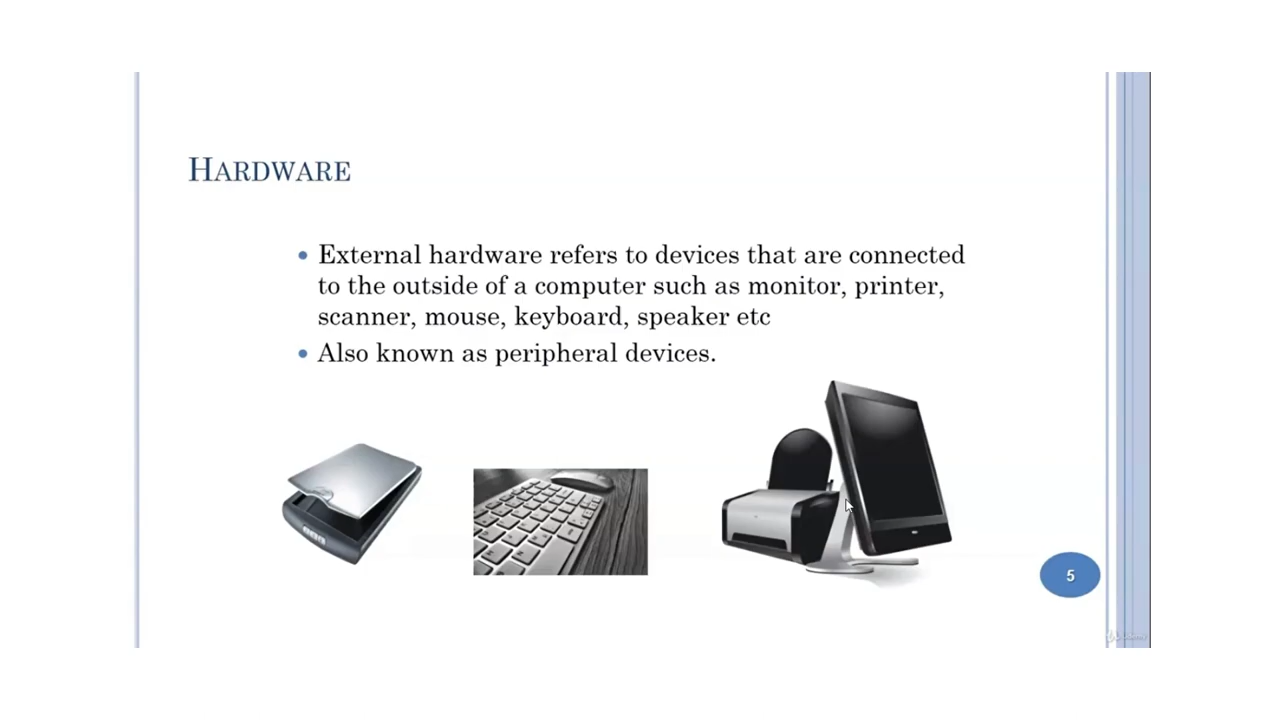 HARDWARE
• External hardware refers to devices that are connected
to the outside of a computer such as monitor, printer,
scanner, mouse, keyboard, speaker etc
• Also known as peripheral devices.
5